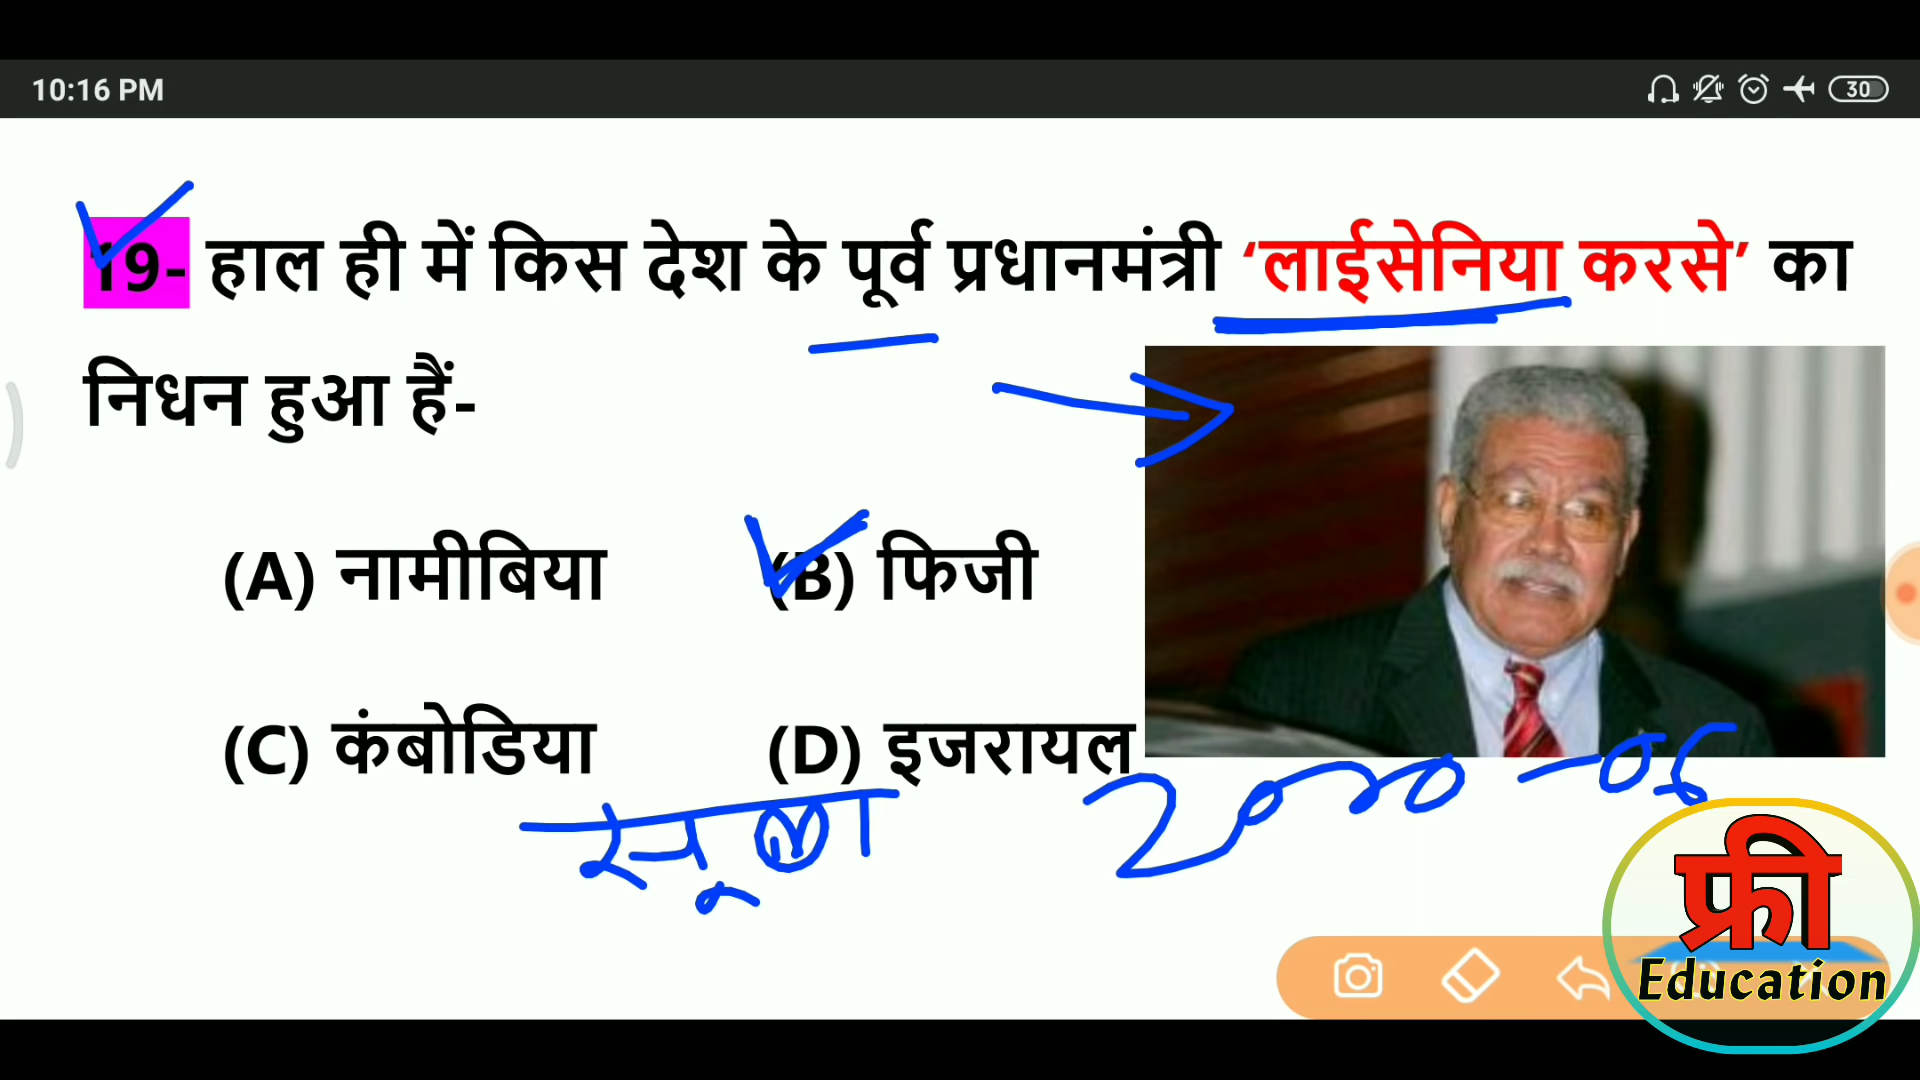 10:16 PM
30
19- हाल ही में किस देश के पूर्व प्रधानमंत्री ‘लाईसेनिया करसे’ का
निधन हुआ हैं-
(A) नामीबिया (B) फिजी
(C) कंबोडिया (D) इजरायल
2000-06
फ्री
Education